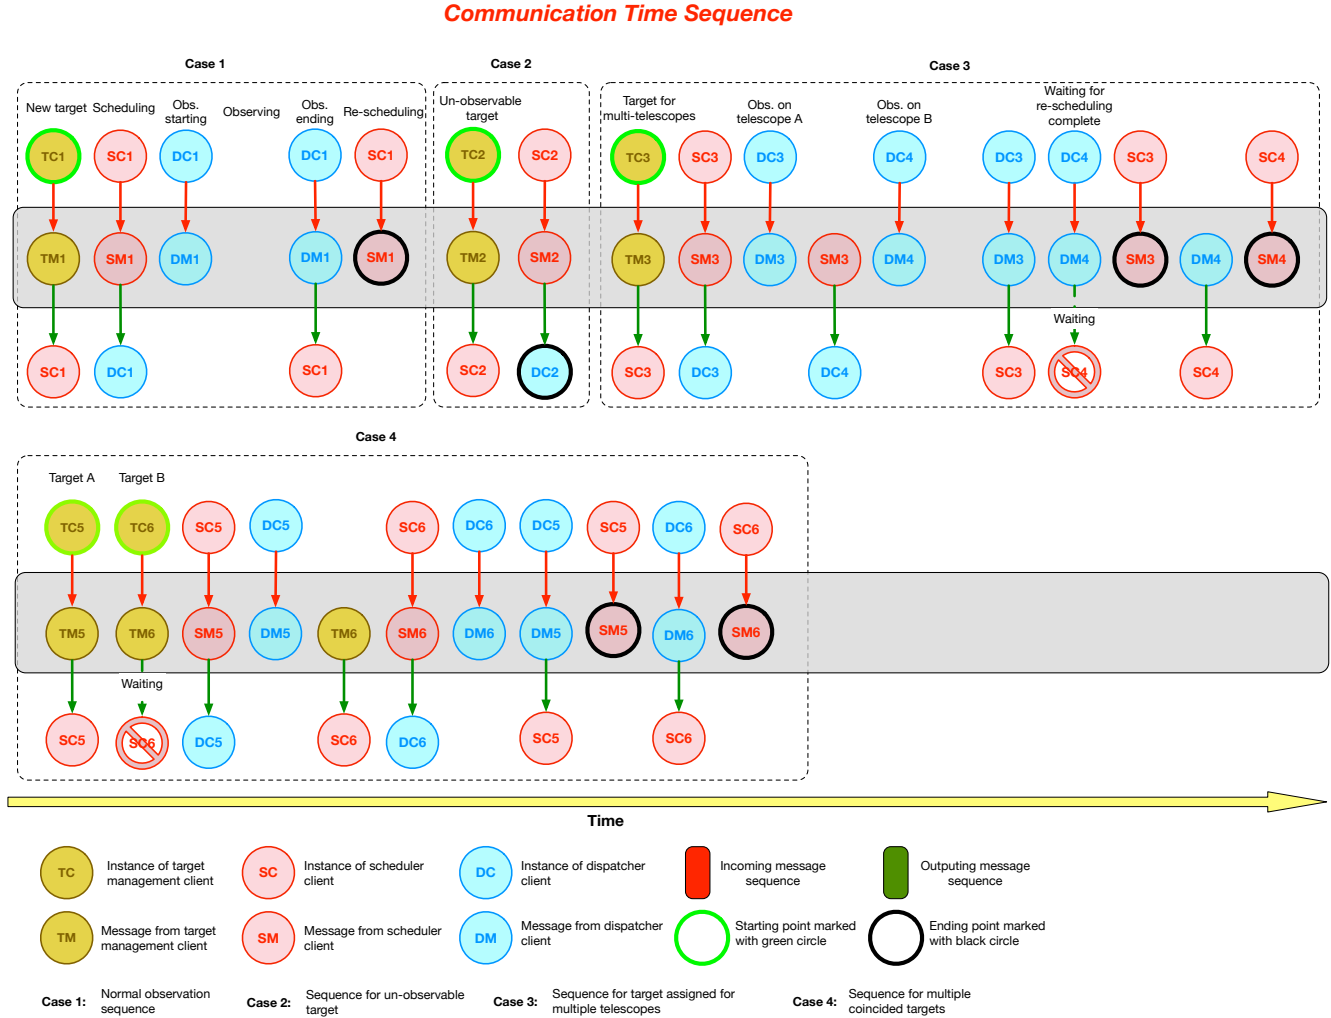 Communication Time Sequence
Case 1
Case 2
Case 3
New target
Scheduling
Obs.
starting
Observing
Obs.
ending
Re-scheduling
Un-observable
target
Target for
multi-telescopes
Obs. on
telescope A
Obs. on
telescope B
Waiting for
re-scheduling
complete
TC1
SC1
DC1
DC1
SC1
TC2
SC2
TC3
SC3
DC3
DC4
DC3
DC4
SC3
SC4
TM1
SM1
DM1
DM1
SM1
TM2
SM2
TM3
SM3
DM3
SM3
DM4
DM3
DM4
SM3
DM4
SM4
Waiting
SC1
DC1
SC1
SC2
DC2
SC3
DC3
DC4
SC3
SC4
SC4
Case 4
Target A
Target B
TC5
TC6
SC5
DC5
SC6
DC6
DC5
SC5
DC6
SC6
TM5
TM6
SM5
DM5
TM6
SM6
DM6
DM5
SM5
DM6
SM6
Waiting
SC5
SC6
DC5
SC6
DC6
SC5
SC6
Time
TC
Instance of target
management client
SC
Instance of scheduler
client
DC
Instance of dispatcher
client
Incoming message
sequence
Outputing message
sequence
TM
Message from target
management client
SM
Message from scheduler
client
DM
Message from dispatcher
client
Starting point marked
with green circle
Ending point marked
with black circle
Case 1:
Normal observation
sequence
Case 2:
Sequence for un-observable
target
Case 3:
Sequence for target assigned for
multiple telescopes
Case 4:
Sequence for multiple
coincided targets